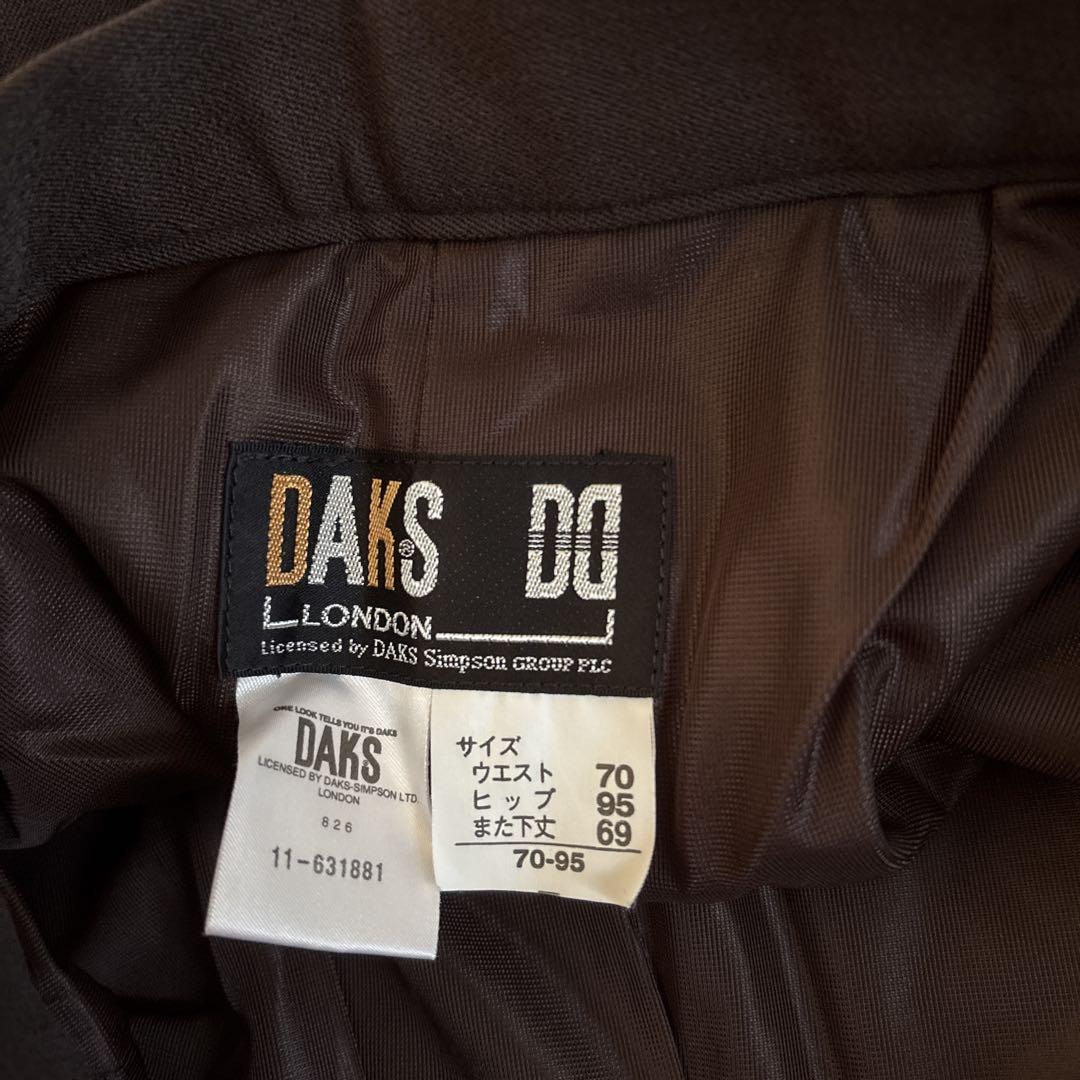 DAKS® DD
LONDON
Licensed by DAKS Simpson GROUP PLC
ONE LOOK TELLS YOU IT'S DAKS
DAKS
LICENSED BY DAKS-SIMPSON LTD.
LONDON
826
11-631881
サイズ
ウエスト 70
ヒップ 95
また下丈 69
70-95